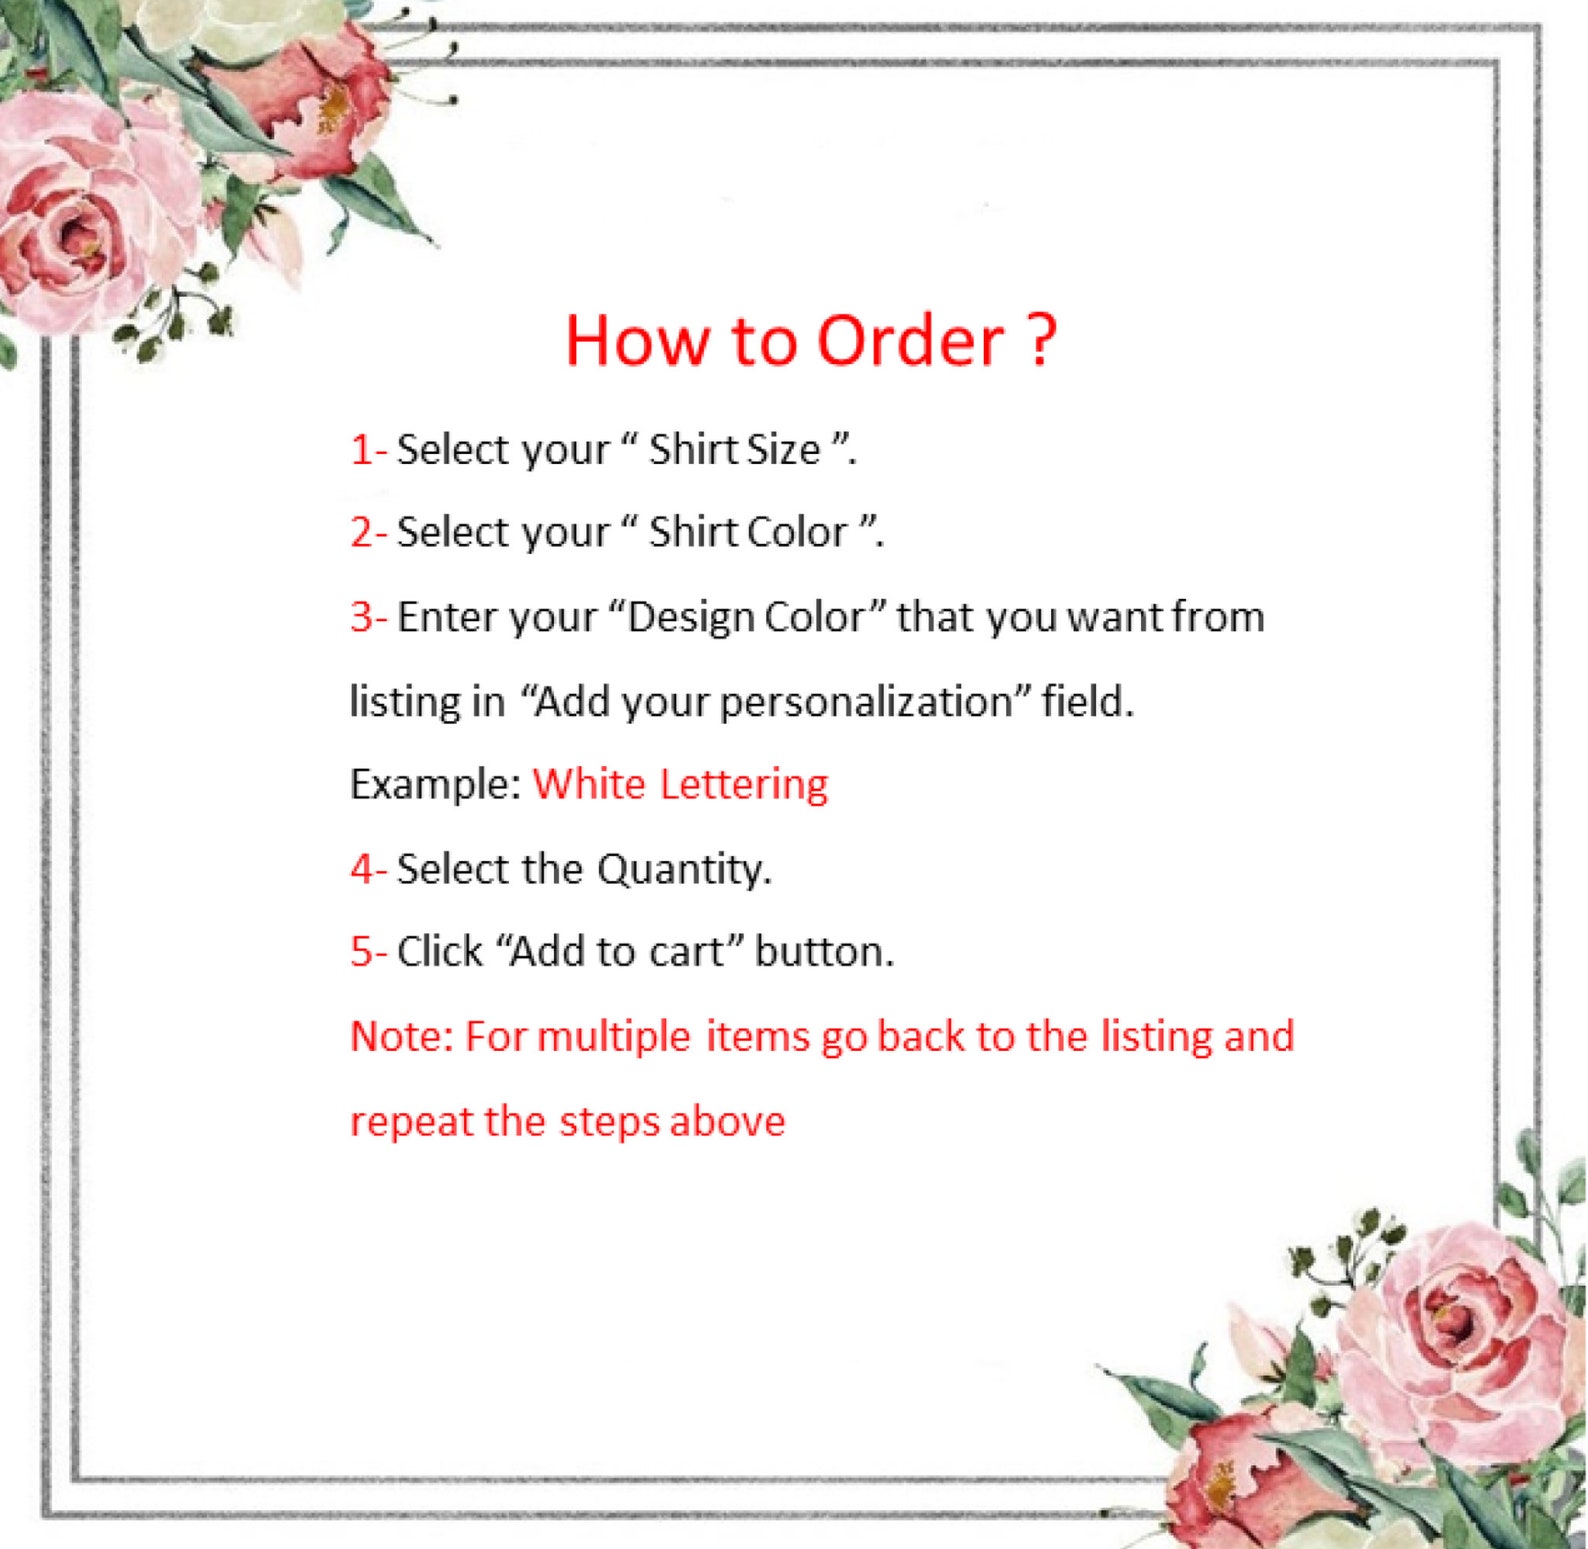 How to Order ?
1- Select your “ Shirt Size ”.
2- Select your “ Shirt Color ”.
3- Enter your “Design Color” that you want from
listing in “Add your personalization” field.
Example: White Lettering
4- Select the Quantity.
5- Click “Add to cart” button.
Note: For multiple items go back to the listing and
repeat the steps above